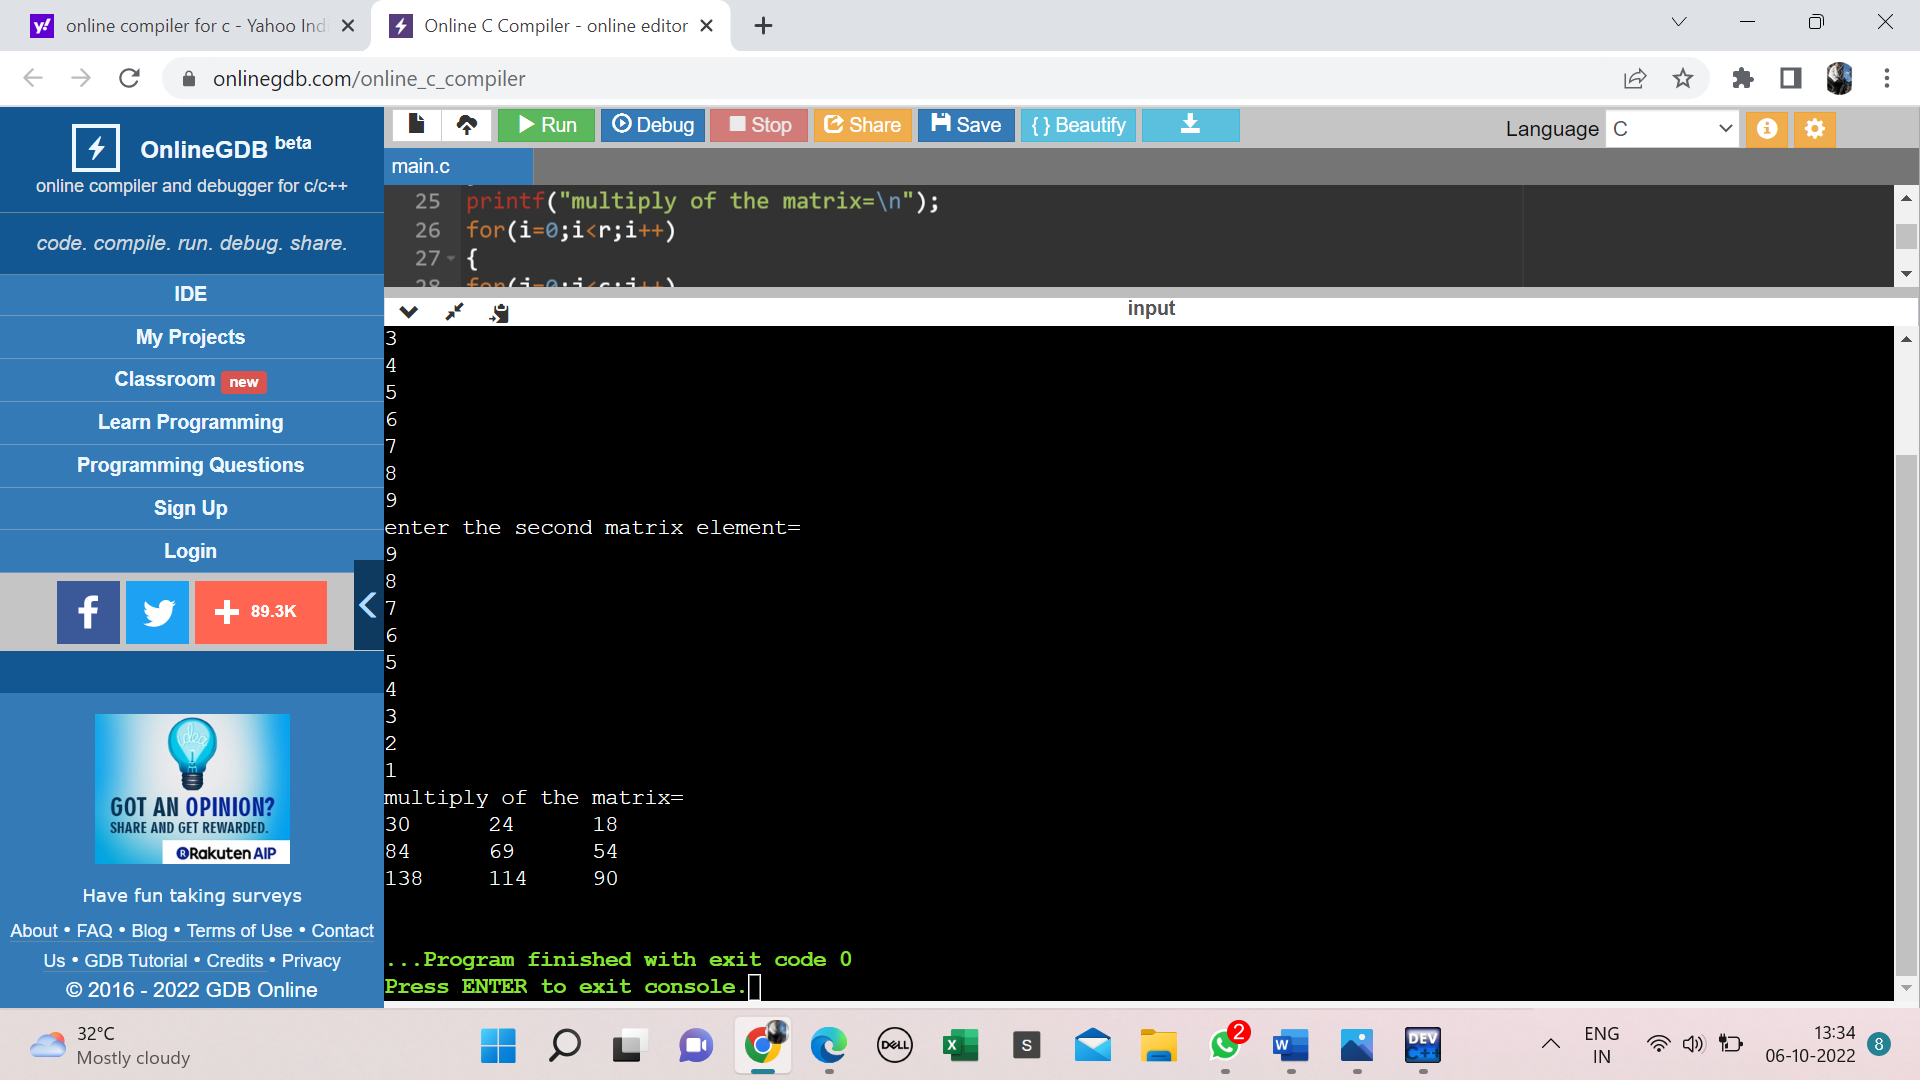 online compiler for c - Yahoo Ind
Online C Compiler - online editor
onlinegdb.com/online_c_compiler
OnlineGDB beta
online compiler and debugger for c/c++
code. compile. run. debug. share.
IDE
My Projects
Classroom new
Learn Programming
Programming Questions
Sign Up
Login
f
89.3K
idea
GOT AN OPINION?
SHARE AND GET REWARDED.
Rakuten AIP
Have fun taking surveys
About • FAQ • Blog • Terms of Use • Contact
Us • GDB Tutorial • Credits • Privacy
© 2016 - 2022 GDB Online
Run Debug Stop Share Save { } Beautify
Language C
main.c
25 printf("multiply of the matrix=\n");
26 for(i=0;i<r;i++)
27 {
28 for(j=0;j<c;j++)
input
3
4
5
6
7
8
9
enter the second matrix element=
9
8
7
6
5
4
3
2
1
multiply of the matrix=
30 24 18
84 69 54
138 114 90
...Program finished with exit code 0
Press ENTER to exit console.
32°C
Mostly cloudy
DELL
X
S
2
W
DEV
C++
ENG
IN
13:34
06-10-2022
8